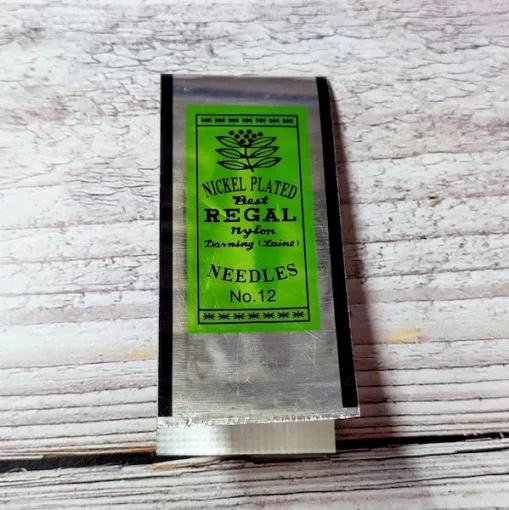 NICKEL PLATED
Best
REGAL
Nylon
Darning (Laine)
NEEDLES
No.12